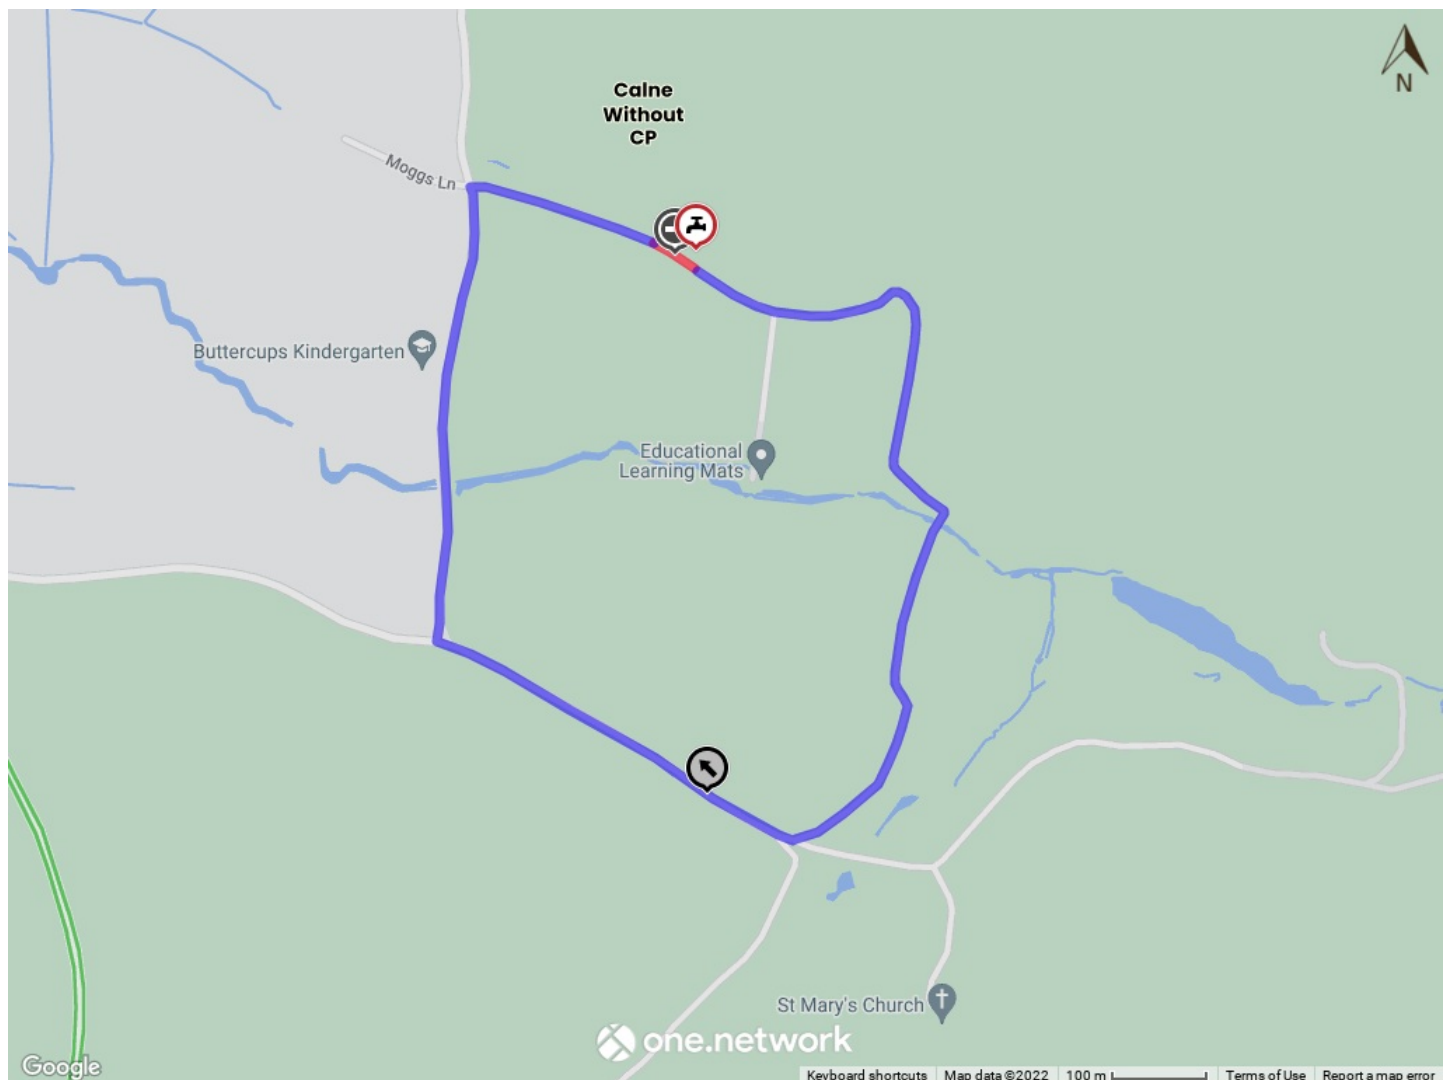 Calne
Without
CP
N
Moggs Ln
Buttercups Kindergarten
Educational
Learning Mats
St Mary's Church
one.network
Google
Keyboard shortcuts
Map data ©2022
100 m
Terms of Use
Report a map error